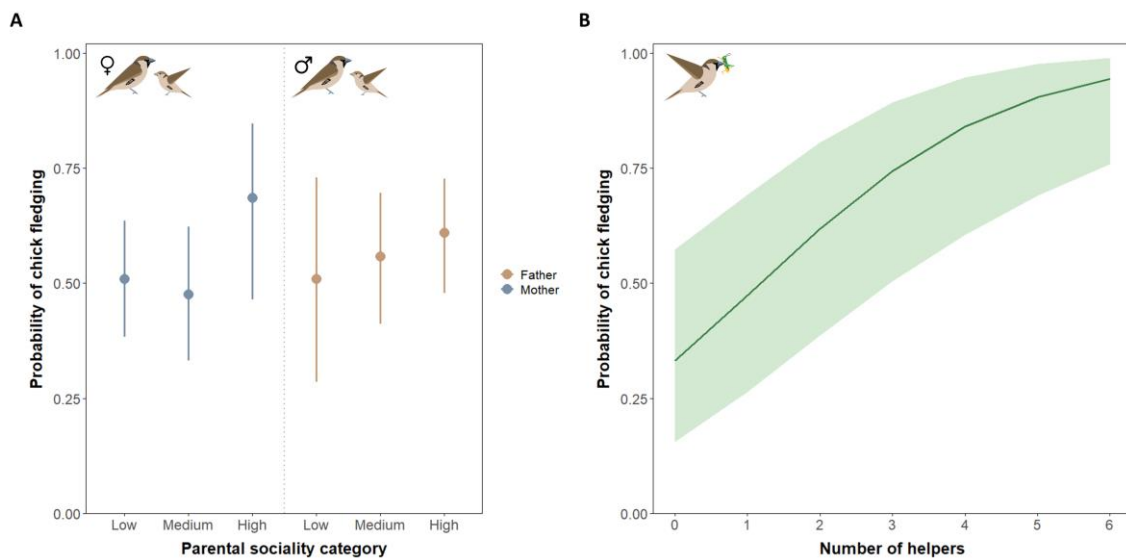 A
♀
♂
Probability of chick fledging
1.00
0.75
0.50
0.25
0.00
Low Medium High Low Medium High
Parental sociality category
Father
Mother
B
Probability of chick fledging
1.00
0.75
0.50
0.25
0.00
0 1 2 3 4 5 6
Number of helpers